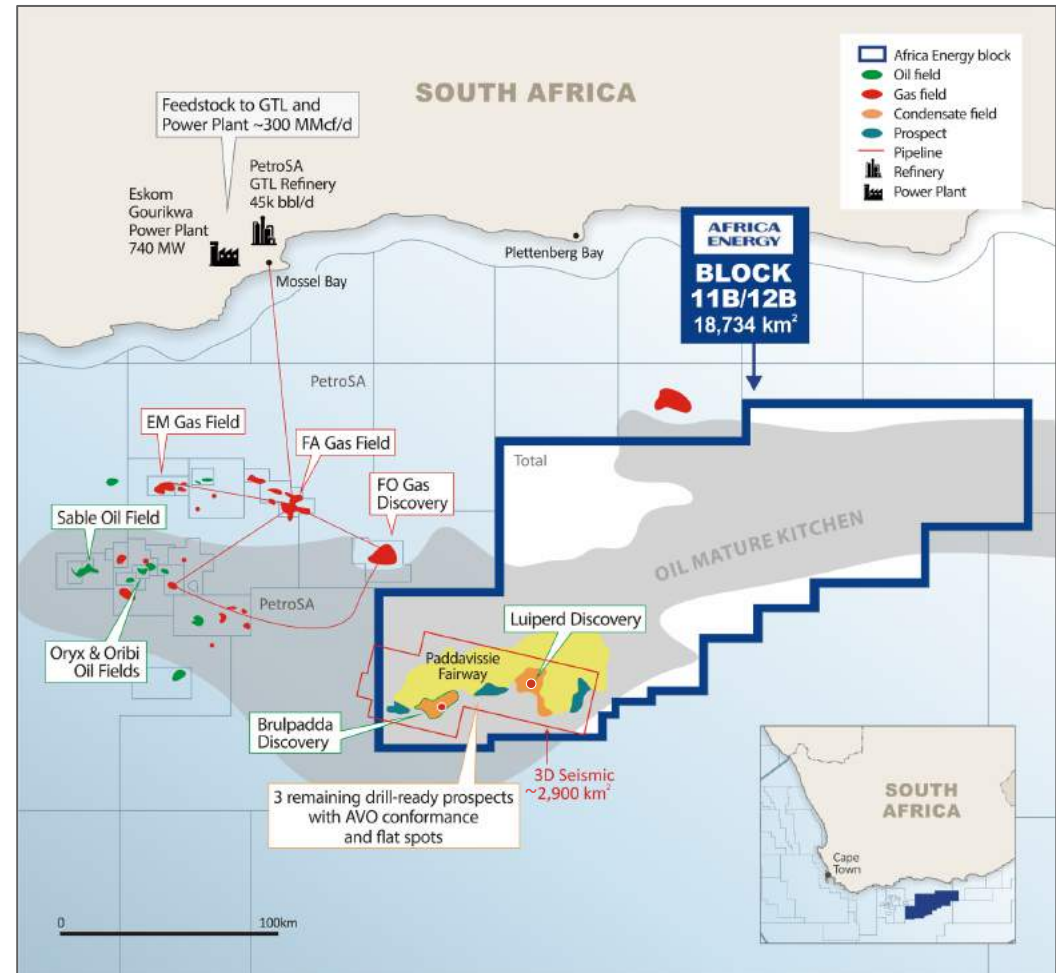 SOUTH AFRICA
Africa Energy block
Oil field
Gas field
Condensate field
Prospect
Pipeline
Refinery
Power Plant
Feedstock to GTL and
Power Plant ~300 MMcf/d
PetroSA
GTL Refinery
45k bbl/d
Eskom
Gourikwa
Power Plant
740 MW
Mossel Bay
Plettenberg Bay
AFRICA
ENERGY
BLOCK
11B/12B
18,734 km²
PetroSA
EM Gas Field
FA Gas Field
Total
FO Gas
Discovery
Sable Oil Field
OIL MATURE KITCHEN
PetroSA
Luiperd Discovery
Oryx & Oribi
Oil Fields
Paddavissie
Fairway
Brulpadda
Discovery
3D Seismic
~2,900 km²
3 remaining drill-ready prospects
with AVO conformance
and flat spots
SOUTH
AFRICA
Cape
Town
0 100km